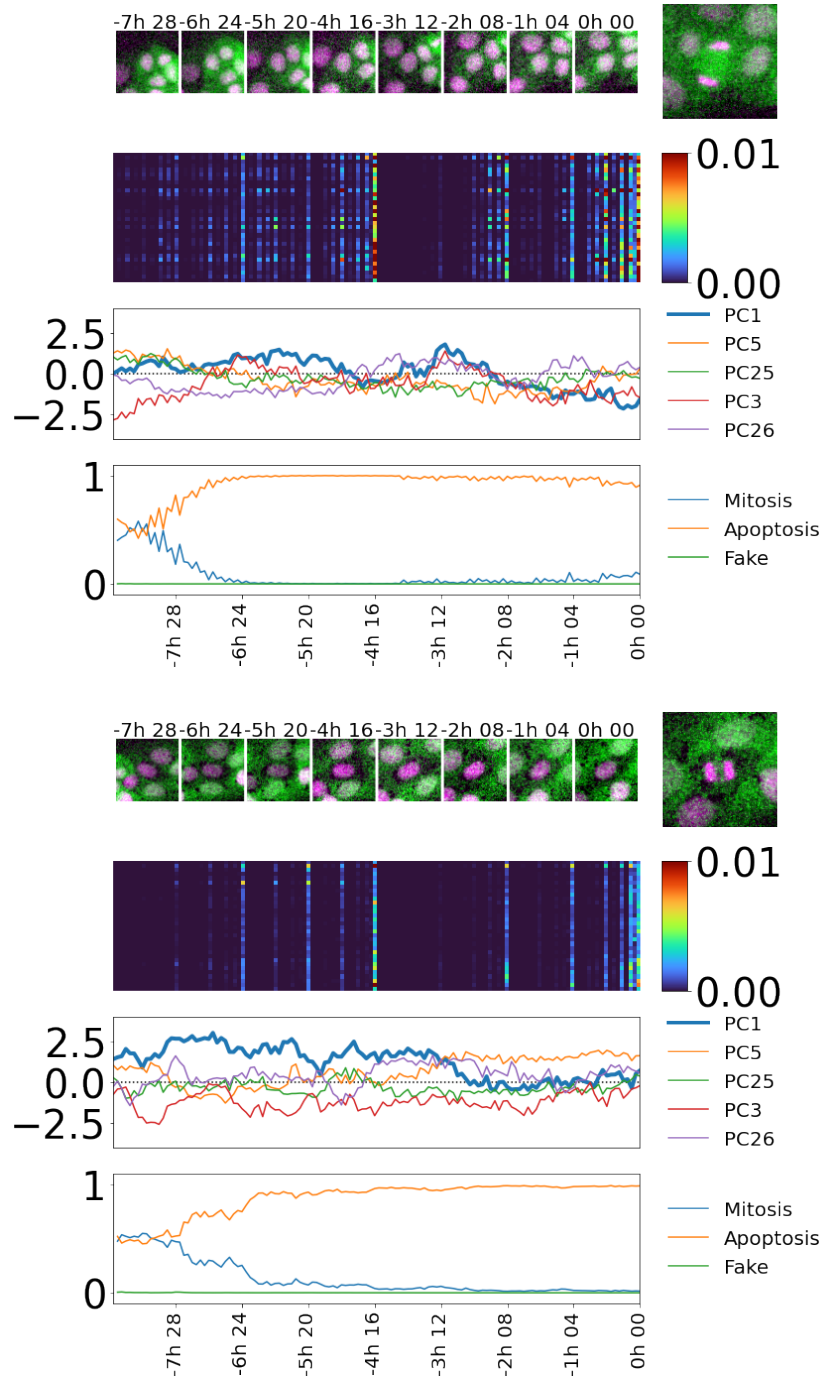 -7h 28 -6h 24 -5h 20 -4h 16 -3h 12 -2h 08 -1h 04 0h 00
0.01
0.00
2.5
0.0
−2.5
PC1
PC5
PC25
PC3
PC26
1
0
Mitosis
Apoptosis
Fake
-7h 28
-6h 24
-5h 20
-4h 16
-3h 12
-2h 08
-1h 04
0h 00
-7h 28 -6h 24 -5h 20 -4h 16 -3h 12 -2h 08 -1h 04 0h 00
0.01
0.00
2.5
0.0
−2.5
PC1
PC5
PC25
PC3
PC26
1
0
Mitosis
Apoptosis
Fake
-7h 28
-6h 24
-5h 20
-4h 16
-3h 12
-2h 08
-1h 04
0h 00